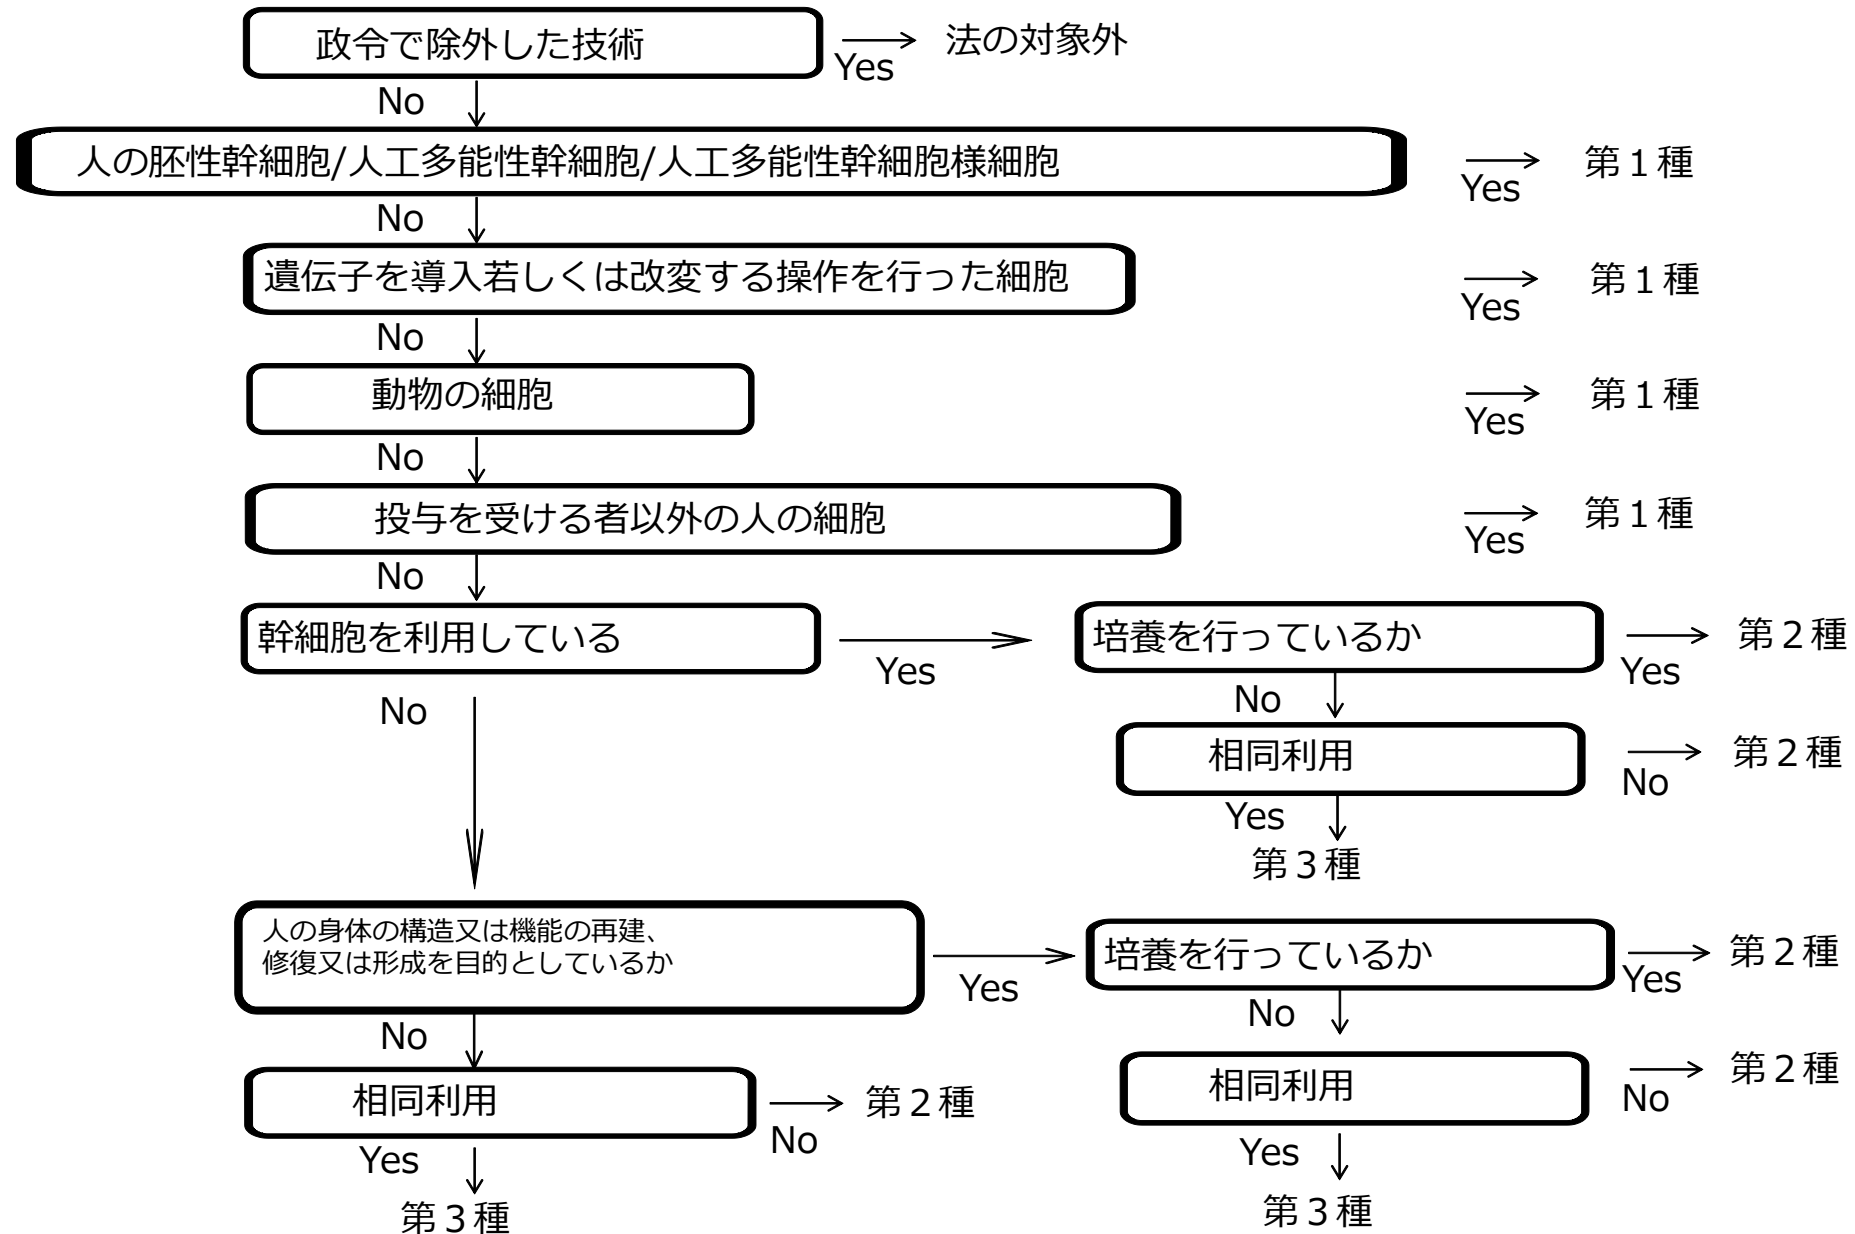 政令で除外した技術
Yes
法の対象外
No
人の胚性幹細胞/人工多能性幹細胞/人工多能性幹細胞様細胞
Yes
第１種
No
遺伝子を導入若しくは改変する操作を行った細胞
Yes
第１種
No
動物の細胞
Yes
第１種
No
投与を受ける者以外の人の細胞
Yes
第１種
No
幹細胞を利用している
Yes
培養を行っているか
Yes
第２種
No
No
相同利用
No
第２種
Yes
第３種
人の身体の構造又は機能の再建、
修復又は形成を目的としているか
Yes
培養を行っているか
Yes
第２種
No
No
相同利用
No
第２種
Yes
第３種
相同利用
No
第２種
Yes
第３種